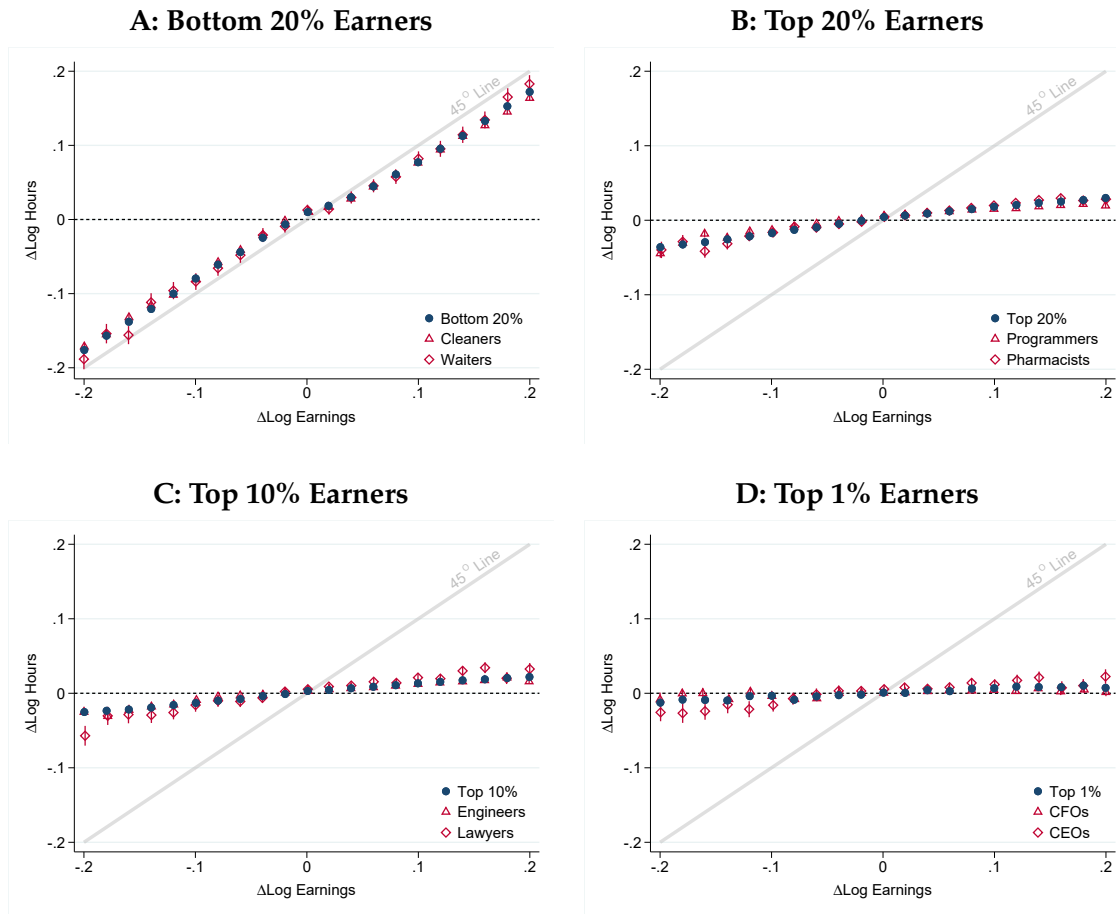 A: Bottom 20% Earners
.2
.1
0
-.1
-.2
ΔLog Hours
45° Line
Bottom 20%
Cleaners
Waiters
-.2 -.1 0 .1 .2
ΔLog Earnings
B: Top 20% Earners
.2
.1
0
-.1
-.2
ΔLog Hours
45° Line
Top 20%
Programmers
Pharmacists
-.2 -.1 0 .1 .2
ΔLog Earnings
C: Top 10% Earners
.2
.1
0
-.1
-.2
ΔLog Hours
45° Line
Top 10%
Engineers
Lawyers
-.2 -.1 0 .1 .2
ΔLog Earnings
D: Top 1% Earners
.2
.1
0
-.1
-.2
ΔLog Hours
45° Line
Top 1%
CFOs
CEOs
-.2 -.1 0 .1 .2
ΔLog Earnings